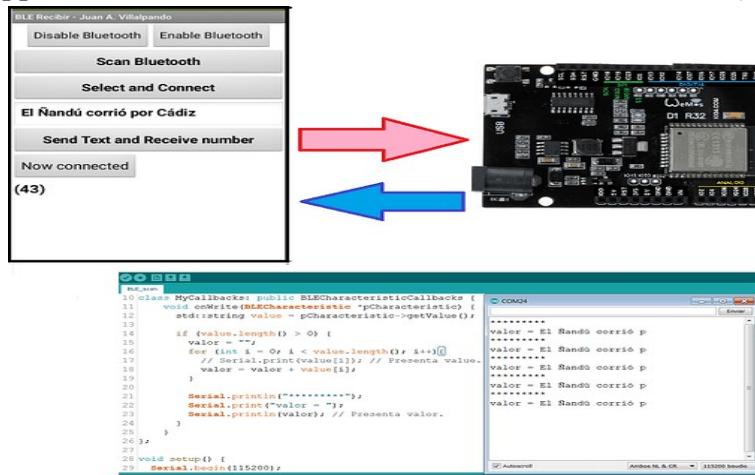 BLE Recibir - Juan A. Villalpando
Disable Bluetooth Enable Bluetooth
Scan Bluetooth
Select and Connect
El Ñandú corrió por Cádiz
Send Text and Receive number
Now connected
(43)
USB
WeMos
D1 R32
ANALOG
BLE_scan
10 class MyCallbacks: public BLECharacteristicCallbacks {
11 void onWrite(BLECharacteristic *pCharacteristic) {
12 std::string value = pCharacteristic->getValue();
13
14 if (value.length() > 0) {
15 valor = "";
16 for (int i = 0; i < value.length(); i++){
17 // Serial.print(value[i]); // Presenta value.
18 valor = valor + value[i];
19 }
20
21 Serial.println("*********");
22 Serial.print("valor = ");
23 Serial.println(valor); // Presenta valor.
24 }
25 }
26 };
27
28 void setup() {
29 Serial.begin(115200);
COM24
Enviar
*********
valor = El Ñandú corrió p
*********
valor = El Ñandú corrió p
*********
valor = El Ñandú corrió p
*********
valor = El Ñandú corrió p
*********
valor = El Ñandú corrió p
Autoscroll Ambos NL & CR 115200 baudio